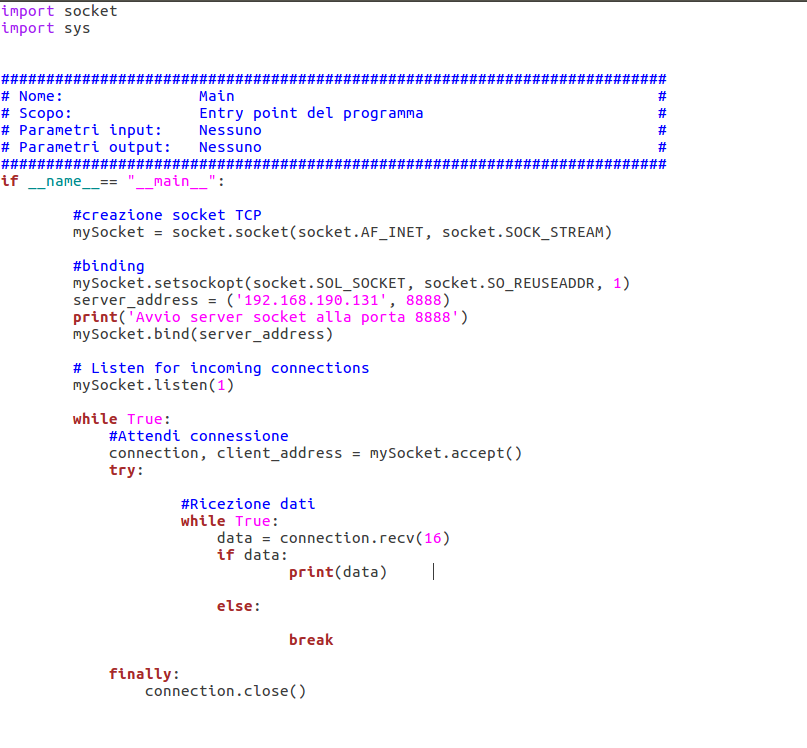 import socket
import sys
##########################################################################
# Nome:               Main                                               #
# Scopo:              Entry point del programma                          #
# Parametri input:    Nessuno                                            #
# Parametri output:   Nessuno                                            #
##########################################################################
if __name__== "__main__":
        #creazione socket TCP
        mySocket = socket.socket(socket.AF_INET, socket.SOCK_STREAM)
        #binding
        mySocket.setsockopt(socket.SOL_SOCKET, socket.SO_REUSEADDR, 1)
        server_address = ('192.168.190.131', 8888)
        print('Avvio server socket alla porta 8888')
        mySocket.bind(server_address)
        # Listen for incoming connections
        mySocket.listen(1)
        while True:
            #Attendi connessione
            connection, client_address = mySocket.accept()
            try:
                    #Ricezione dati
                    while True:
                        data = connection.recv(16)
                        if data:
                                print(data)
                        else:
                                break
            finally:
                connection.close()